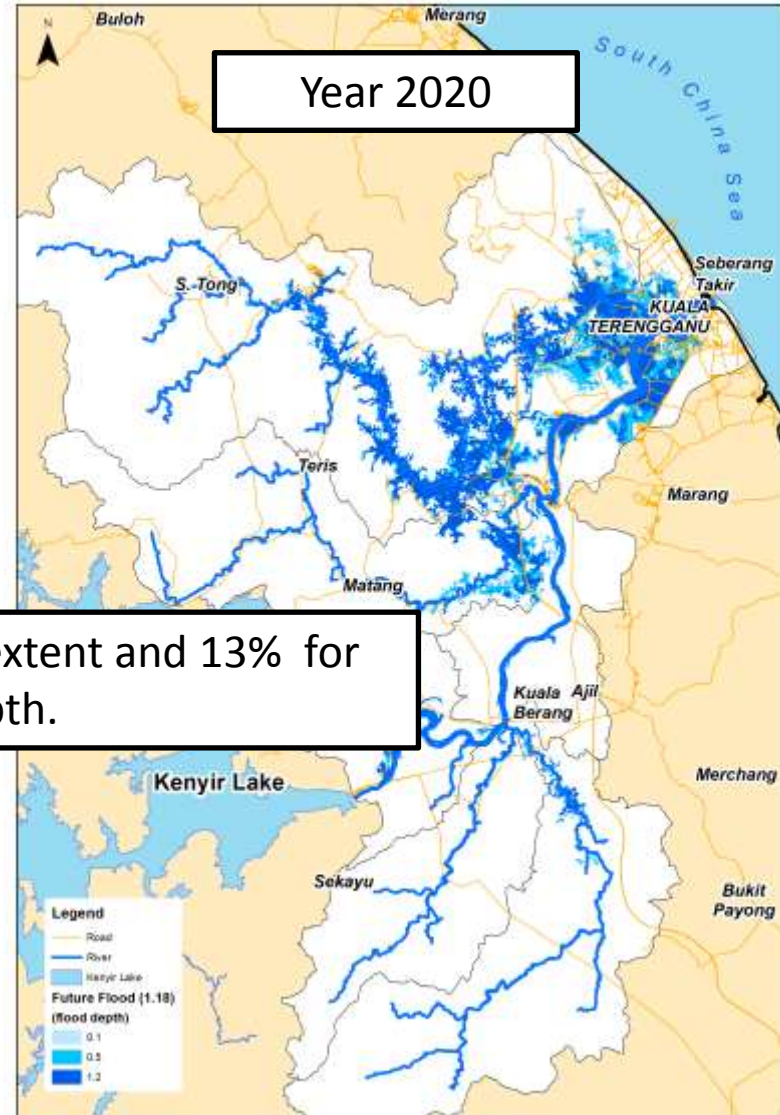 N
Buloh
Merang
South China Sea
Year 2020
Seberang
Takir
S. Tong
KUALA
TERENGGANU
Teris
Marang
Matang
extent and 13% for
Kuala
Berang
Ajil
Merchang
Kenyir Lake
Sekayu
Bukit
Payong
Legend
Road
River
Kenyir Lake
Future Flood (1.18)
(flood depth)
0.1
0.5
1.2